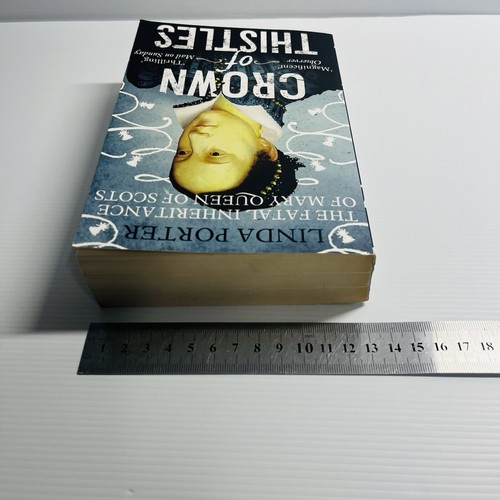 LINDA PORTER
THE FATAL INHERITANCE
OF MARY QUEEN OF SCOTS
CROWN
of
THISTLES
'Magnificent'
Observer
'Thrilling'
Mail on Sunday
1 2 3 4 5 6 7 8 9 10 11 12 13 14 15 16 17 18